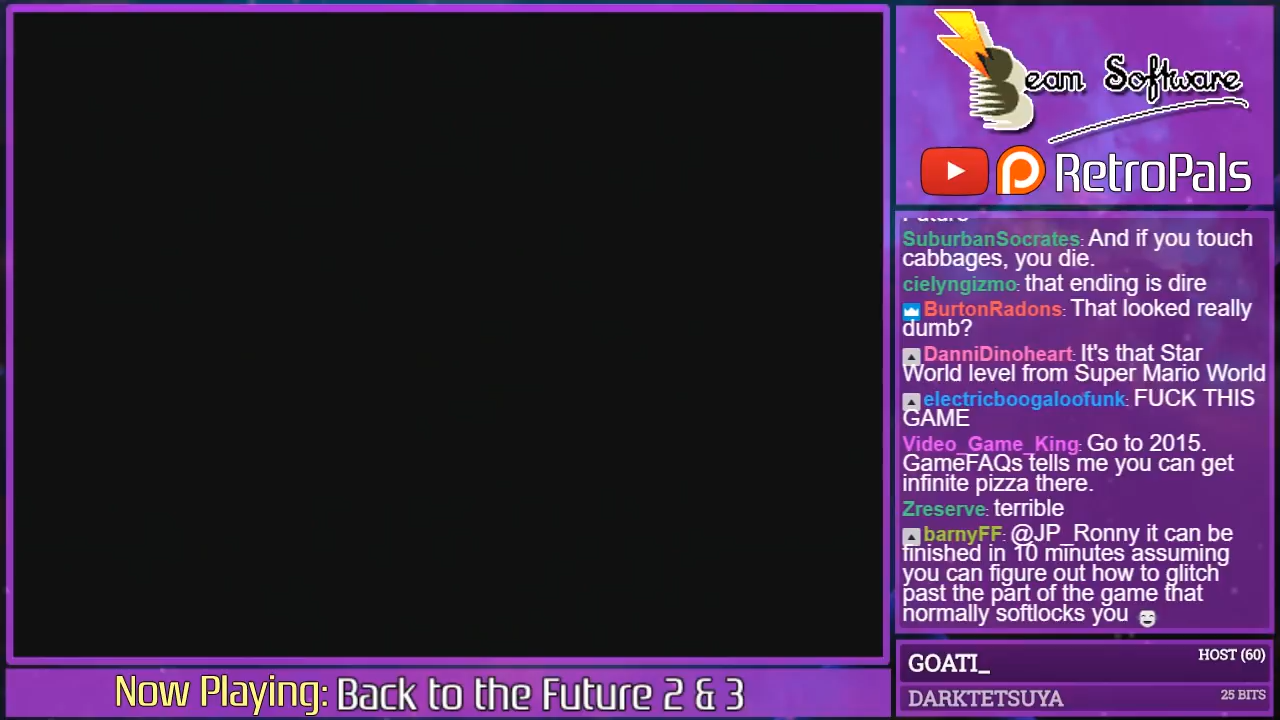 Beam Software
RetroPals
Future
SuburbanSocrates: And if you touch
cabbages, you die.
cielyngizmo: that ending is dire
BurtonRadons: That looked really
dumb?
DanniDinoheart: It's that Star
World level from Super Mario World
electricboogaloofunk: FUCK THIS
GAME
Video_Game_King: Go to 2015.
GameFAQs tells me you can get
infinite pizza there.
Zreserve: terrible
barnyFF: @JP_Ronny it can be
finished in 10 minutes assuming
you can figure out how to glitch
past the part of the game that
normally softlocks you
GOATI_ HOST (60)
DARKTETSUYA 25 BITS
Now Playing: Back to the Future 2 & 3